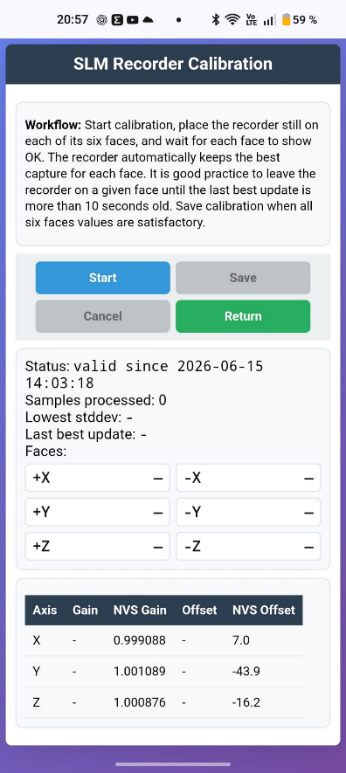 20:57
Vo LTE
59 %
SLM Recorder Calibration
Workflow: Start calibration, place the recorder still on
each of its six faces, and wait for each face to show
OK. The recorder automatically keeps the best
capture for each face. It is good practice to leave the
recorder on a given face until the last best update is
more than 10 seconds old. Save calibration when all
six faces values are satisfactory.
Start Save
Cancel Return
Status: valid since 2026-06-15
14:03:18
Samples processed: 0
Lowest stddev: -
Last best update: -
Faces:
+X – -X –
+Y – -Y –
+Z – -Z –
Axis Gain NVS Gain Offset NVS Offset
X - 0.999088 - 7.0
Y - 1.001089 - -43.9
Z - 1.000876 - -16.2